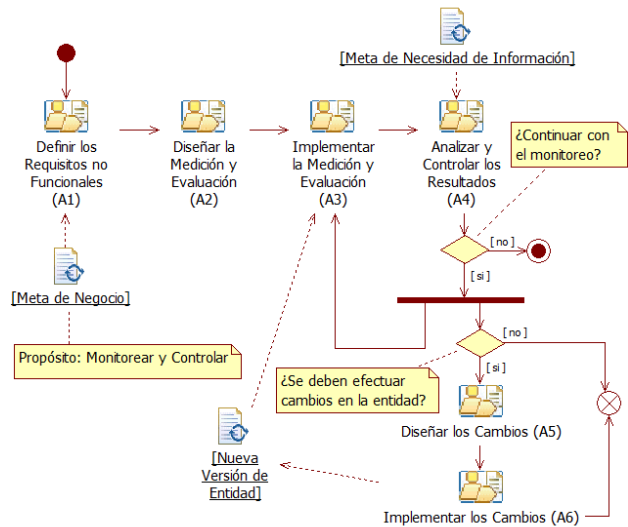 [Meta de Necesidad de Información]
Definir los
Requisitos no
Funcionales
(A1)
Diseñar la
Medición y
Evaluación
(A2)
Implementar
la Medición y
Evaluación
(A3)
Analizar y
Controlar los
Resultados
(A4)
¿Continuar con
el monitoreo?
[ no ]
[ si ]
[Meta de Negocio]
Propósito: Monitorear y Controlar
[ no ]
[ si ]
¿Se deben efectuar
cambios en la entidad?
Diseñar los Cambios (A5)
[Nueva
Versión de
Entidad]
Implementar los Cambios (A6)